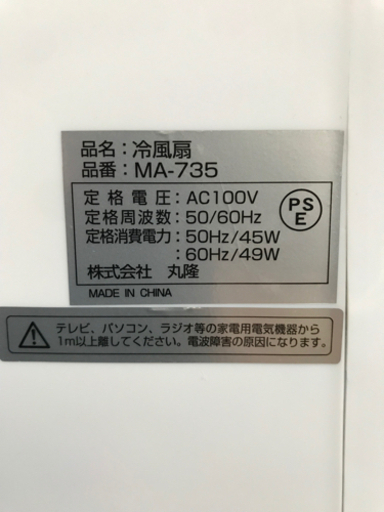 品名：冷風扇
品番：MA-735
定格電圧：AC100V
定格周波数：50/60Hz
定格消費電力：50Hz/45W
60Hz/49W
株式会社 丸隆
MADE IN CHINA
PS
E
テレビ、パソコン、ラジオ等の家電用電気機器から
1m以上離してください。電波障害の原因になります。